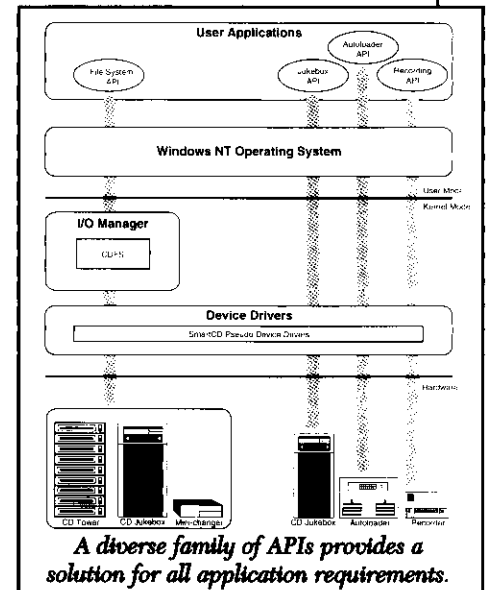 User Applications
File System
API
Jukebox
API
Autoloader
API
Recording
API
Windows NT Operating System
User Mode
Kernel Mode
I/O Manager
CDFS
Device Drivers
SmartCD Pseudo Device Drivers
Hardware
CD Tower
CD Jukebox
Mini-changer
CD Jukebox
Autoloader
Recorder
A diverse family of APIs provides a
solution for all application requirements.